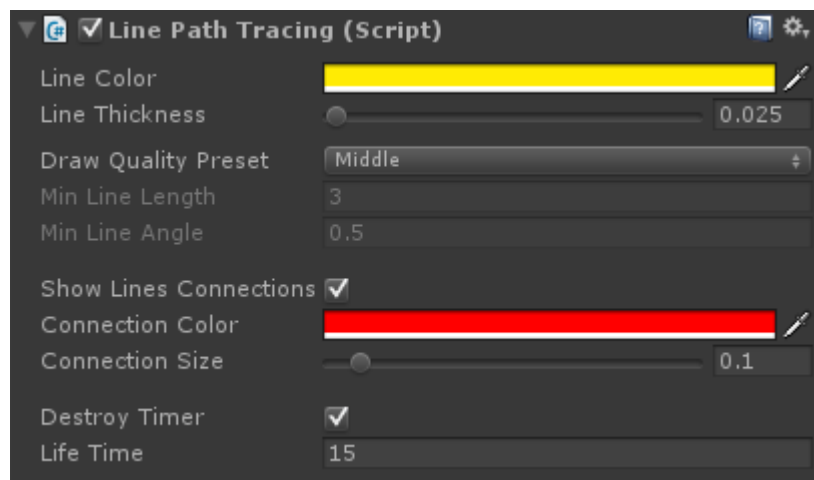 Line Path Tracing (Script)
Line Color
Line Thickness 0.025
Draw Quality Preset Middle
Min Line Length 3
Min Line Angle 0.5
Show Lines Connections
Connection Color
Connection Size 0.1
Destroy Timer
Life Time 15